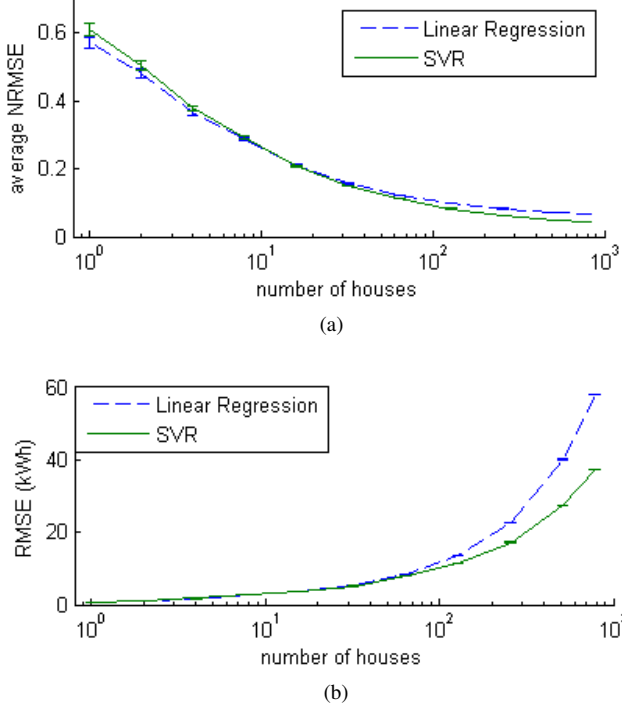 0.6
0.4
0.2
0
average NRMSE
Linear Regression
SVR
10^0
10^1
10^2
10^3
number of houses
(a)
60
40
20
0
RMSE (kWh)
Linear Regression
SVR
10^0
10^1
10^2
10^3
number of houses
(b)